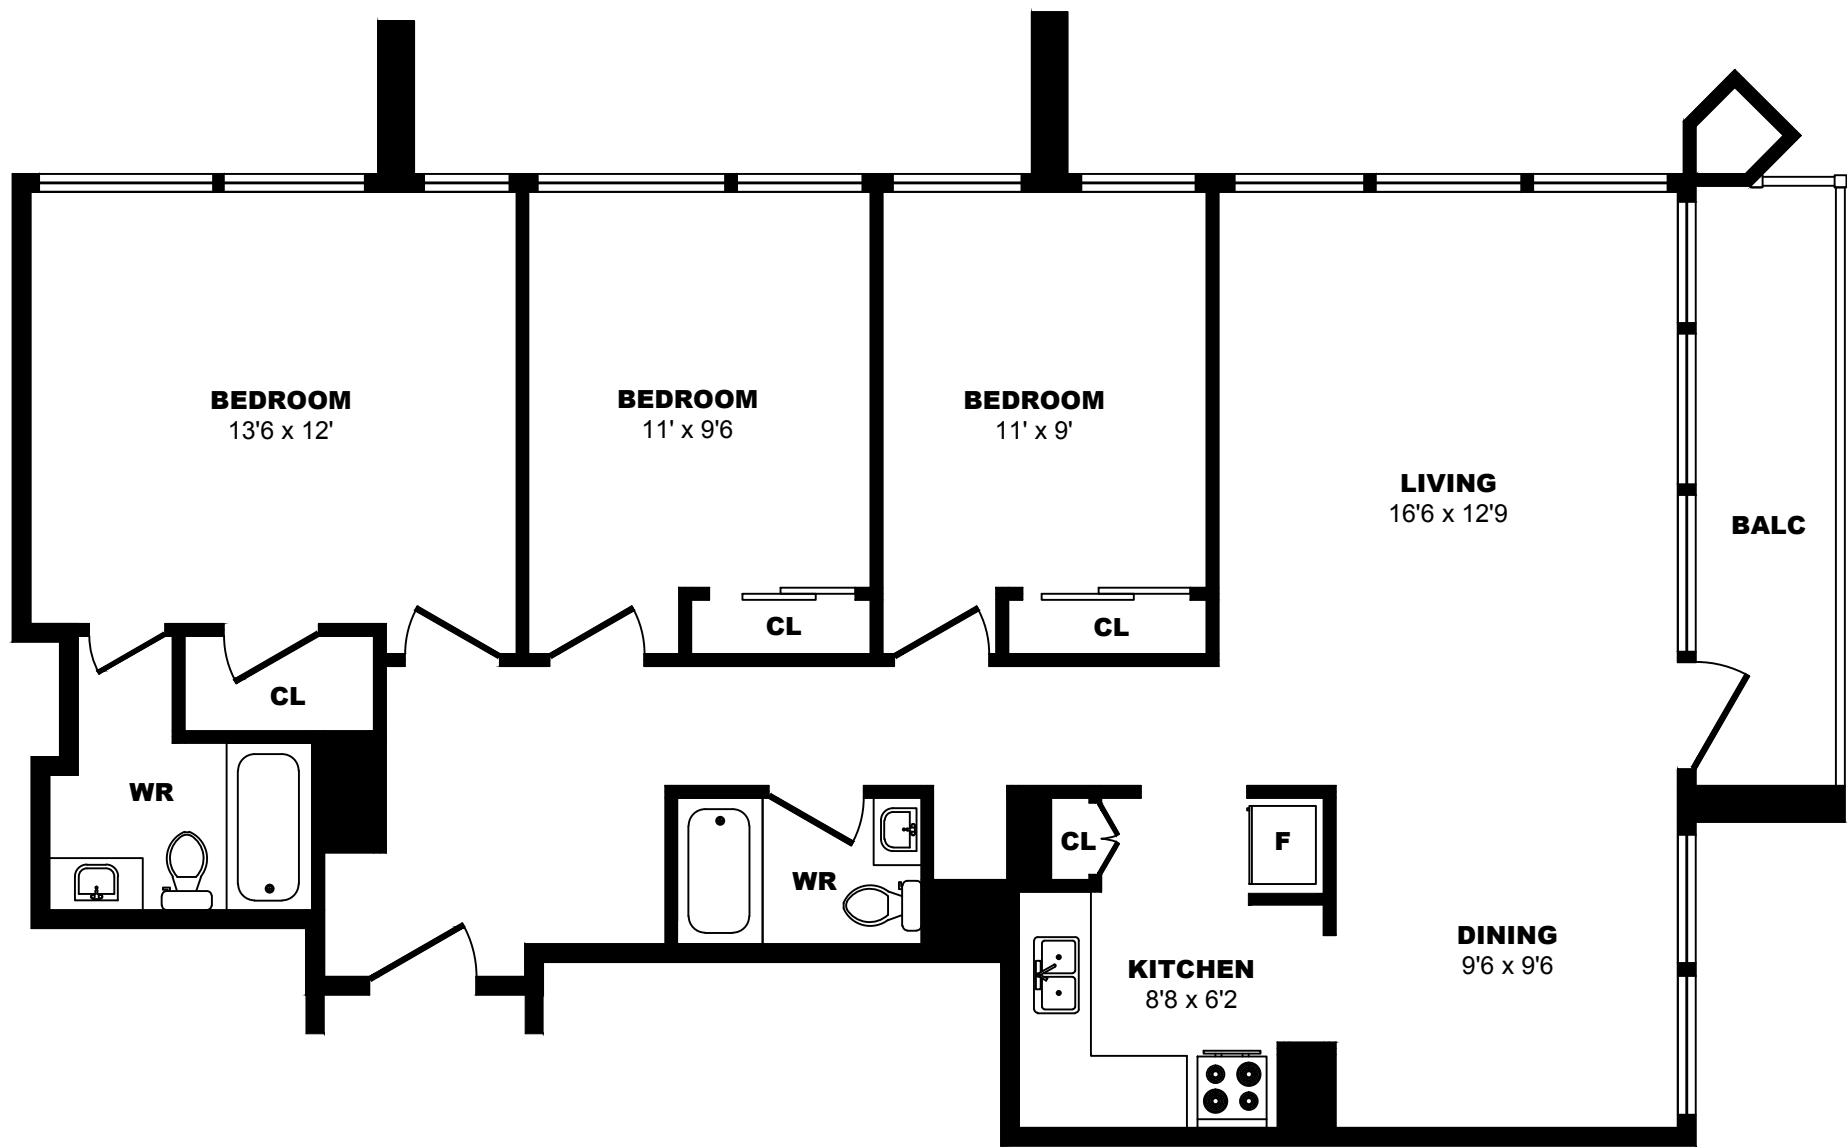 BEDROOM
13'6 x 12'
BEDROOM
11' x 9'6
BEDROOM
11' x 9'
LIVING
16'6 x 12'9
BALC
CL
CL
CL
WR
WR
CL
F
KITCHEN
8'8 x 6'2
DINING
9'6 x 9'6